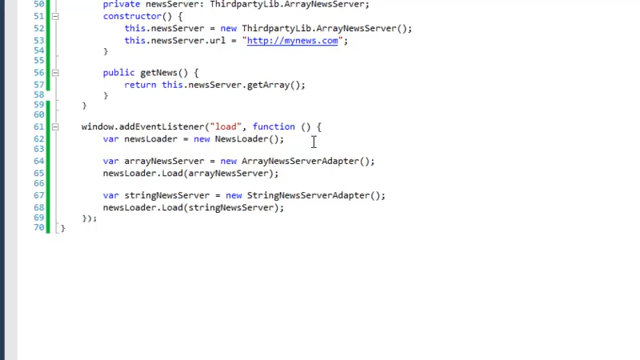 50 private newsServer: ThirdpartyLib.ArrayNewsServer;
51 constructor() {
52 this.newsServer = new ThirdpartyLib.ArrayNewsServer();
53 this.newsServer.url = "http://mynews.com";
54 }
55
56 public getNews() {
57 return this.newsServer.getArray();
58 }
59 }
60
61 window.addEventListener("load", function () {
62 var newsLoader = new NewsLoader();
63
64 var arrayNewsServer = new ArrayNewsServerAdapter();
65 newsLoader.Load(arrayNewsServer);
66
67 var stringNewsServer = new StringNewsServerAdapter();
68 newsLoader.Load(stringNewsServer);
69 });
70 }